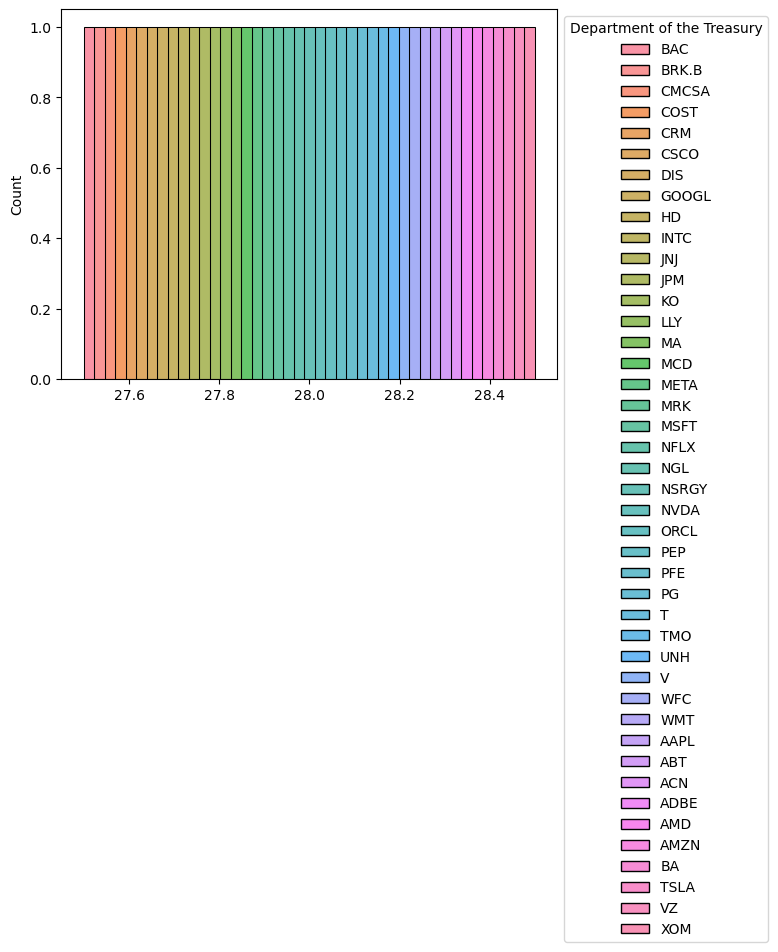 Department of the Treasury
BAC
BRK.B
CMCSA
COST
CRM
CSCO
DIS
GOOGL
HD
INTC
JNJ
JPM
KO
LLY
MA
MCD
META
MRK
MSFT
NFLX
NGL
NSRGY
NVDA
ORCL
PEP
PFE
PG
T
TMO
UNH
V
WFC
WMT
AAPL
ABT
ACN
ADBE
AMD
AMZN
BA
TSLA
VZ
XOM
Count
1.0
0.8
0.6
0.4
0.2
0.0
27.6 27.8 28.0 28.2 28.4